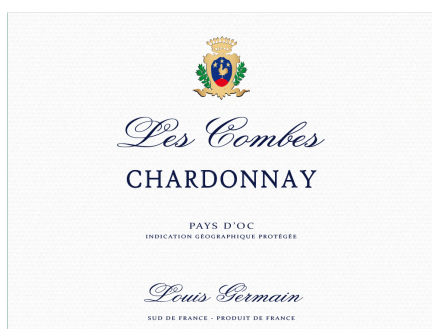 Les Combes
CHARDONNAY
PAYS D'OC
INDICATION GÉOGRAPHIQUE PROTÉGÉE
Louis Germain
SUD DE FRANCE - PRODUIT DE FRANCE